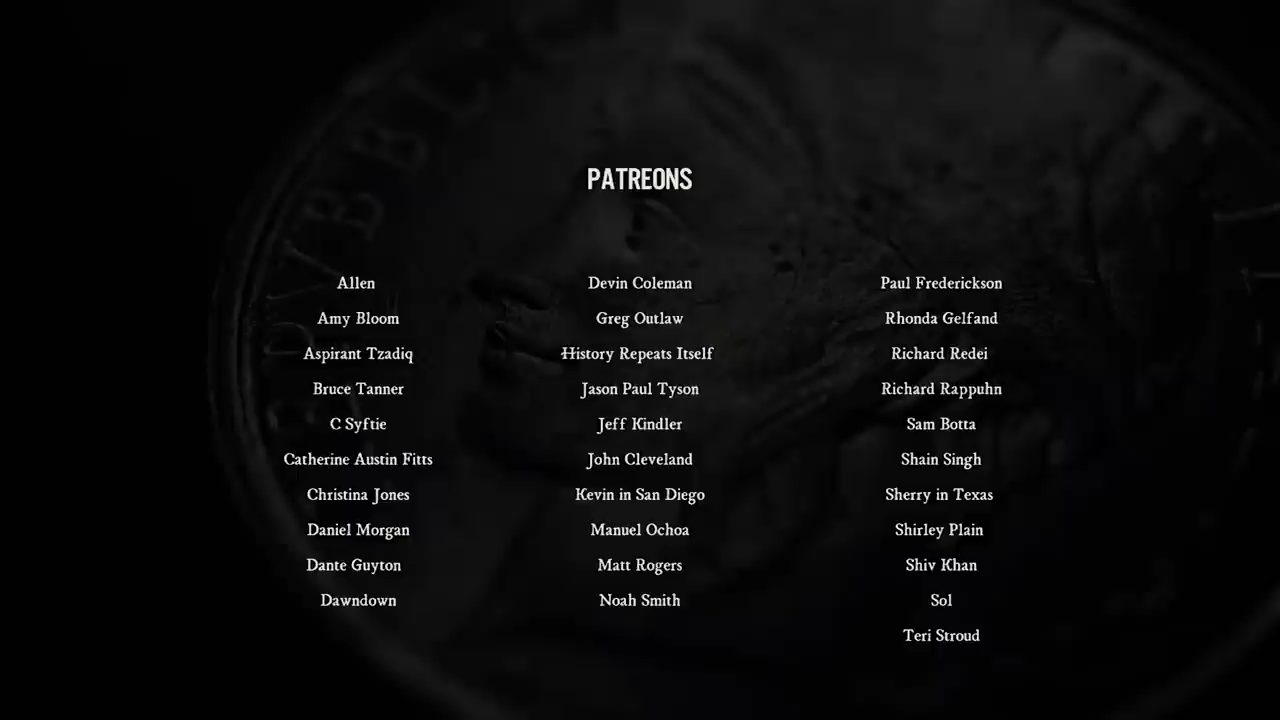 PATREONS
Allen
Amy Bloom
Aspirant Tzadiq
Bruce Tanner
C Syftie
Catherine Austin Fitts
Christina Jones
Daniel Morgan
Dante Guyton
Dawndown
Devin Coleman
Greg Outlaw
History Repeats Itself
Jason Paul Tyson
Jeff Kindler
John Cleveland
Kevin in San Diego
Manuel Ochoa
Matt Rogers
Noah Smith
Paul Frederickson
Rhonda Gelfand
Richard Redei
Richard Rappuhn
Sam Botta
Shain Singh
Sherry in Texas
Shirley Plain
Shiv Khan
Sol
Teri Stroud